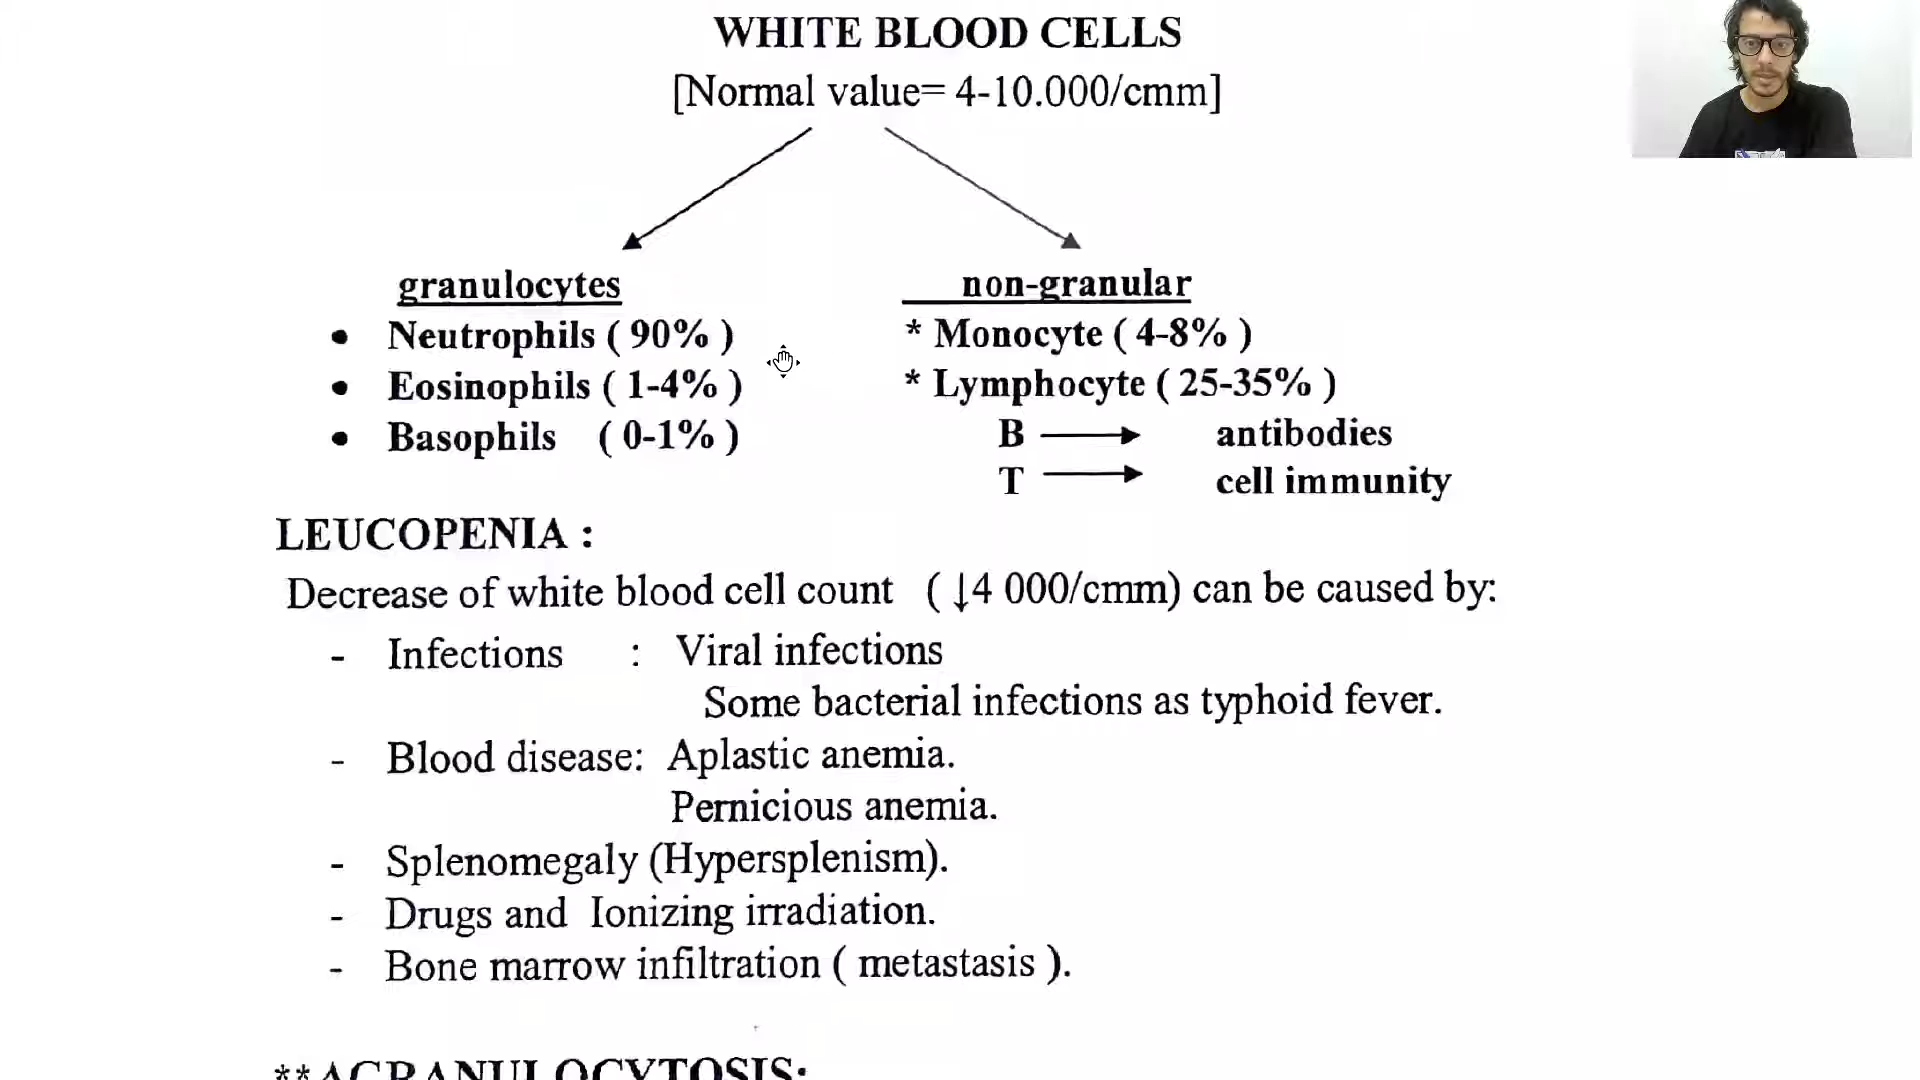 WHITE BLOOD CELLS
[Normal value= 4-10.000/cmm]
granulocytes
• Neutrophils ( 90% )
• Eosinophils ( 1-4% )
• Basophils ( 0-1% )
non-granular
* Monocyte ( 4-8% )
* Lymphocyte ( 25-35% )
B → antibodies
T → cell immunity
LEUCOPENIA :
Decrease of white blood cell count ( ↓4 000/cmm) can be caused by:
- Infections : Viral infections
Some bacterial infections as typhoid fever.
- Blood disease: Aplastic anemia.
Pernicious anemia.
- Splenomegaly (Hypersplenism).
- Drugs and Ionizing irradiation.
- Bone marrow infiltration ( metastasis ).
**AGRANULOCYTOSIS: